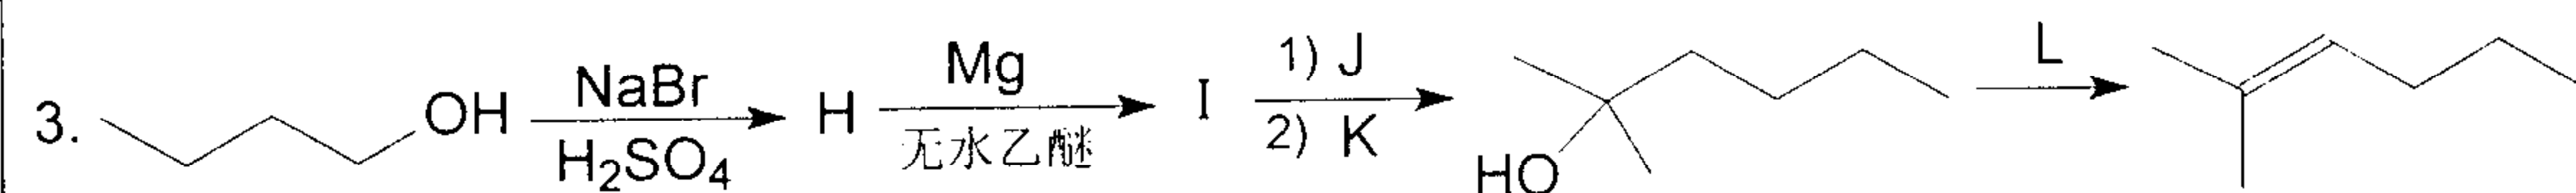 3. OH NaBr H₂SO₄ H Mg 无水乙醚 I 1) J 2) K HO L